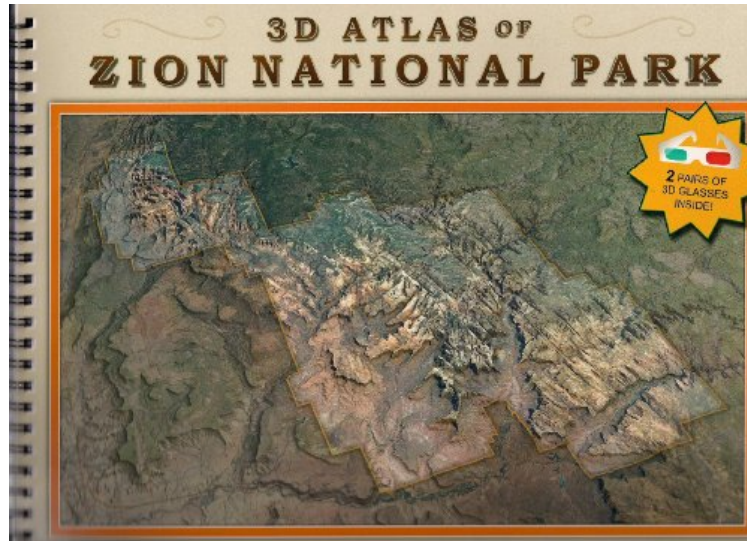 3D ATLAS OF
ZION NATIONAL PARK
2 PAIRS OF
3D GLASSES
INSIDE!